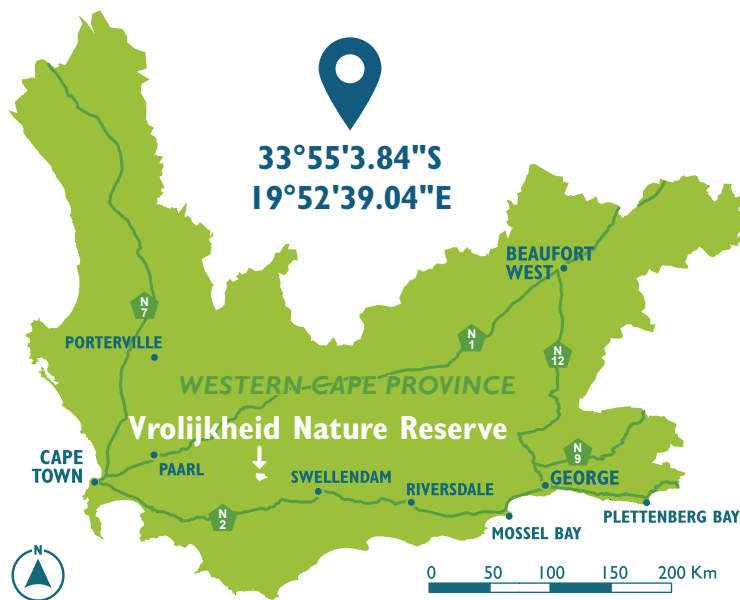 33°55'3.84"S
19°52'39.04"E
BEAUFORT
WEST
N
7
N
1
PORTERVILLE
N
12
WESTERN-CAPE PROVINCE
Vrolijkheid Nature Reserve
CAPE
TOWN
PAARL
N
9
SWELLENDAM
RIVERSDALE
GEORGE
N
2
MOSSEL BAY
PLETTENBERG BAY
N
0 50 100 150 200 Km